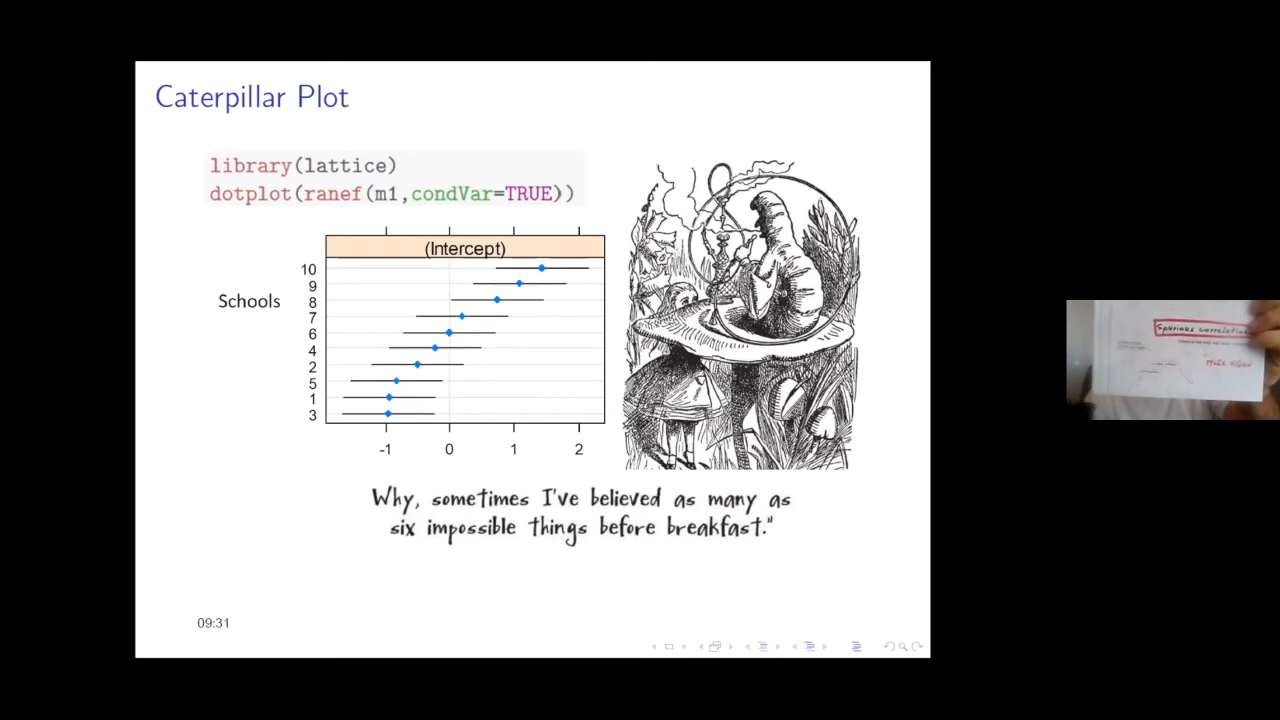 Caterpillar Plot
library(lattice)
dotplot(ranef(m1,condVar=TRUE))
(Intercept)
Schools
10
9
8
7
6
4
2
5
1
3
-1 0 1 2
Why, sometimes I've believed as many as
six impossible things before breakfast."
09:31
Spurious correlation